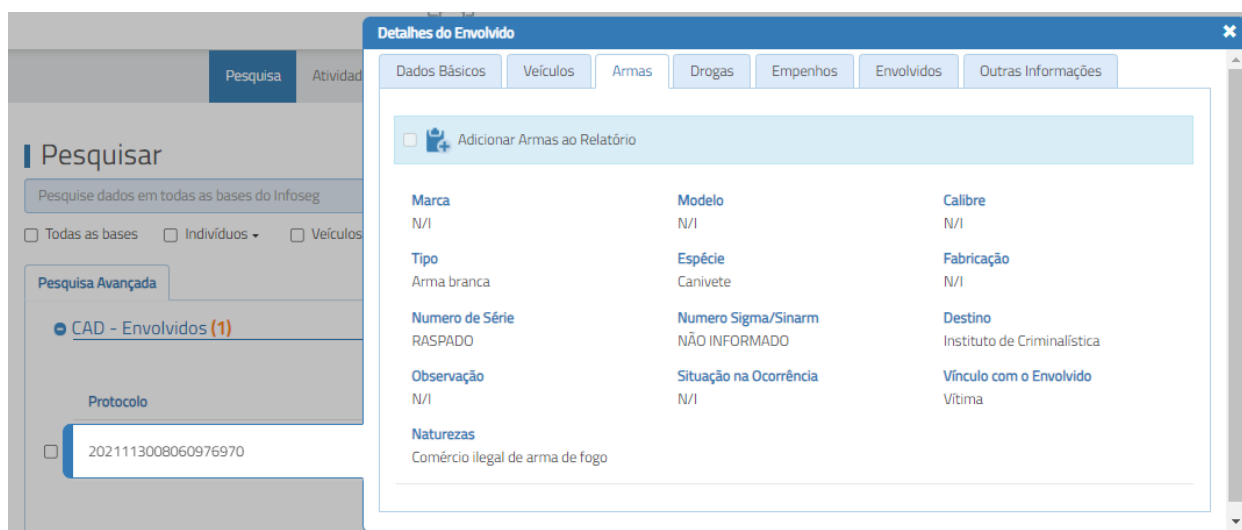 Detalhes do Envolvido
Pesquisa Atividad
Dados Básicos Veículos Armas Drogas Empenhos Envolvidos Outras Informações
Adicionar Armas ao Relatório
Pesquisar
Pesquise dados em todas as bases do Infoseg
Todas as bases Indivíduos Veículos
Pesquisa Avançada
CAD - Envolvidos (1)
Protocolo
2021113008060976970
Marca Modelo Calibre
N/I N/I N/I
Tipo Espécie Fabricação
Arma branca Canivete N/I
Numero de Série Numero Sigma/Sinarm Destino
RASPADO NÃO INFORMADO Instituto de Criminalística
Observação Situação na Ocorrência Vínculo com o Envolvido
N/I N/I Vítima
Naturezas
Comércio ilegal de arma de fogo